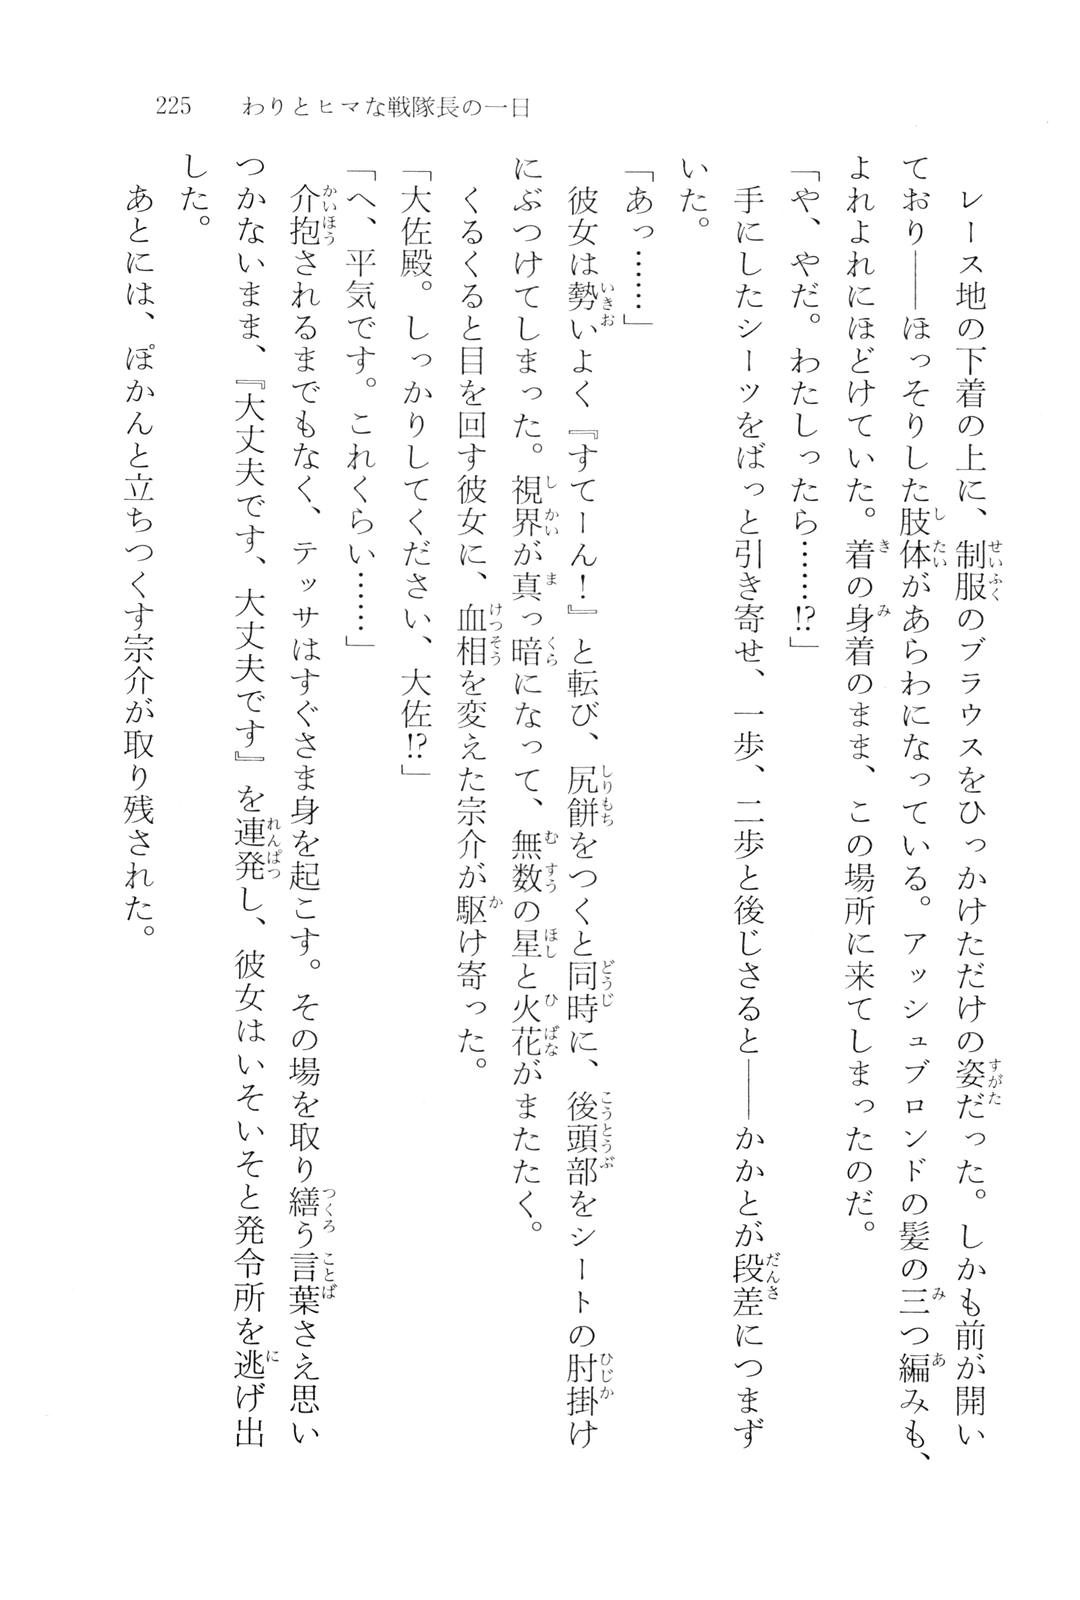 225　わりとヒマな戦隊長の一日
　レース地の下着の上に、制服のブラウスをひっかけただけの姿だった。しかも前が開い
ており――ほっそりした肢体があらわになっている。アッシュブロンドの髪の三つ編みも、
よれよれにほどけていた。着の身着のまま、この場所に来てしまったのだ。
「や、やだ。わたしったら……!?」
　手にしたシーツをばっと引き寄せ、一歩、二歩と後じさると――かかとが段差につまず
いた。
「あっ……」
　彼女は勢いよく『すてーん！』と転び、尻餅をつくと同時に、後頭部をシートの肘掛け
にぶつけてしまった。視界が真っ暗になって、無数の星と火花がまたたく。
　くるくると目を回す彼女に、血相を変えた宗介が駆け寄った。
「大佐殿。しっかりしてください、大佐!?」
「へ、平気です。これくらい……」
　介抱されるまでもなく、テッサはすぐさま身を起こす。その場を取り繕う言葉さえ思い
つかないまま、『大丈夫です、大丈夫です』を連発し、彼女はいそいそと発令所を逃げ出
した。
　あとには、ぽかんと立ちつくす宗介が取り残された。